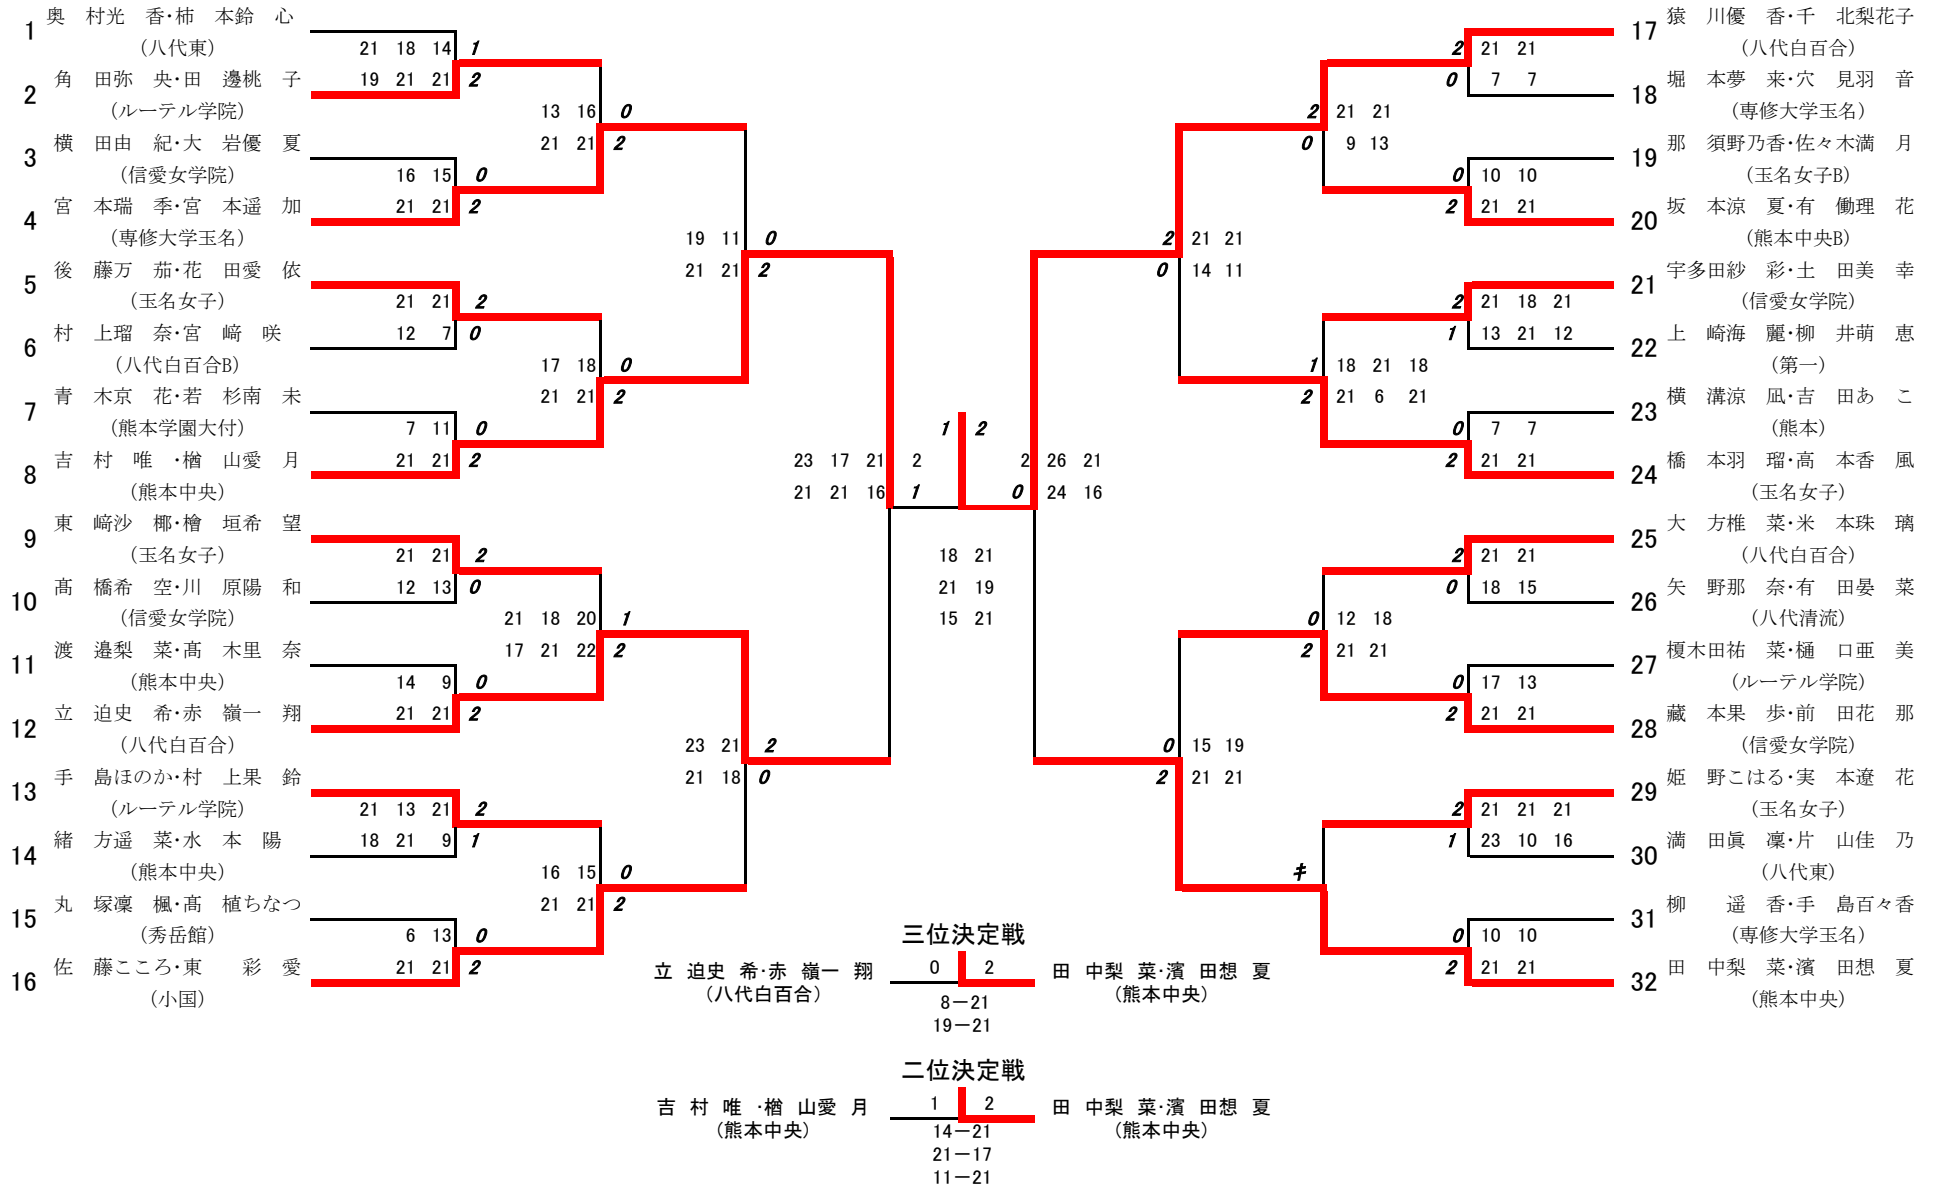 1 奥 村光 香・柿 本鈴 心
(八代東)
21 18 14 1
19 21 21 2
2 角 田弥 央・田 邊桃 子
(ルーテル学院)
13 16 0
21 21 2
3 横 田由 紀・大 岩優 夏
(信愛女学院)
16 15 0
21 21 2
4 宮 本瑞 季・宮 本遥 加
(専修大学玉名)
19 11 0
21 21 2
5 後 藤万 茄・花 田愛 依
(玉名女子)
21 21 2
12 7 0
6 村 上瑠 奈・宮 﨑 咲
(八代白百合B)
17 18 0
21 21 2
7 青 木京 花・若 杉南 未
(熊本学園大付)
7 11 0
21 21 2
8 吉 村 唯 ・楢 山愛 月
(熊本中央)
23 17 21 2
21 21 16 1
9 東 﨑沙 椰・檜 垣希 望
(玉名女子)
21 21 2
12 13 0
10 髙 橋希 空・川 原陽 和
(信愛女学院)
21 18 20 1
17 21 22 2
11 渡 邉梨 菜・髙 木里 奈
(熊本中央)
14 9 0
21 21 2
12 立 迫史 希・赤 嶺一 翔
(八代白百合)
23 21 2
21 18 0
13 手 島ほのか・村 上果 鈴
(ルーテル学院)
21 13 21 2
18 21 9 1
14 緒 方遥 菜・水 本 陽
(熊本中央)
16 15 0
21 21 2
15 丸 塚凜 楓・髙 植ちなつ
(秀岳館)
6 13 0
21 21 2
16 佐 藤こころ・東 彩 愛
(小国)
1 2
18 21
21 19
15 21
17 猿 川優 香・千 北梨花子
(八代白百合)
2 21 21
0 7 7
18 堀 本夢 来・穴 見羽 音
(専修大学玉名)
2 21 21
0 9 13
19 那 須野乃香・佐々木満 月
(玉名女子B)
0 10 10
2 21 21
20 坂 本涼 夏・有 働理 花
(熊本中央B)
2 21 21
0 14 11
21 宇多田紗 彩・土 田美 幸
(信愛女学院)
2 21 18 21
1 13 21 12
22 上 崎海 麗・柳 井萌 恵
(第一)
1 18 21 18
2 21 6 21
23 横 溝涼 凪・吉 田あ こ
(熊本)
0 7 7
2 21 21
24 橋 本羽 瑠・高 本香 風
(玉名女子)
2 26 21
0 24 16
25 大 方椎 菜・米 本珠 璃
(八代白百合)
2 21 21
0 18 15
26 矢 野那 奈・有 田晏 菜
(八代清流)
0 12 18
2 21 21
27 榎木田祐 菜・樋 口亜 美
(ルーテル学院)
0 17 13
2 21 21
28 藏 本果 歩・前 田花 那
(信愛女学院)
0 15 19
2 21 21
29 姫 野こはる・実 本遼 花
(玉名女子)
2 21 21 21
1 23 10 16
30 満 田眞 凜・片 山佳 乃
(八代東)
キ
31 柳 遥 香・手 島百々香
(専修大学玉名)
0 10 10
2 21 21
32 田 中梨 菜・濱 田想 夏
(熊本中央)
三位決定戦
立 迫史 希・赤 嶺一 翔 0 2 田 中梨 菜・濱 田想 夏
(八代白百合) (熊本中央)
8－21
19－21
二位決定戦
吉 村 唯 ・楢 山愛 月 1 2 田 中梨 菜・濱 田想 夏
(熊本中央) (熊本中央)
14－21
21－17
11－21